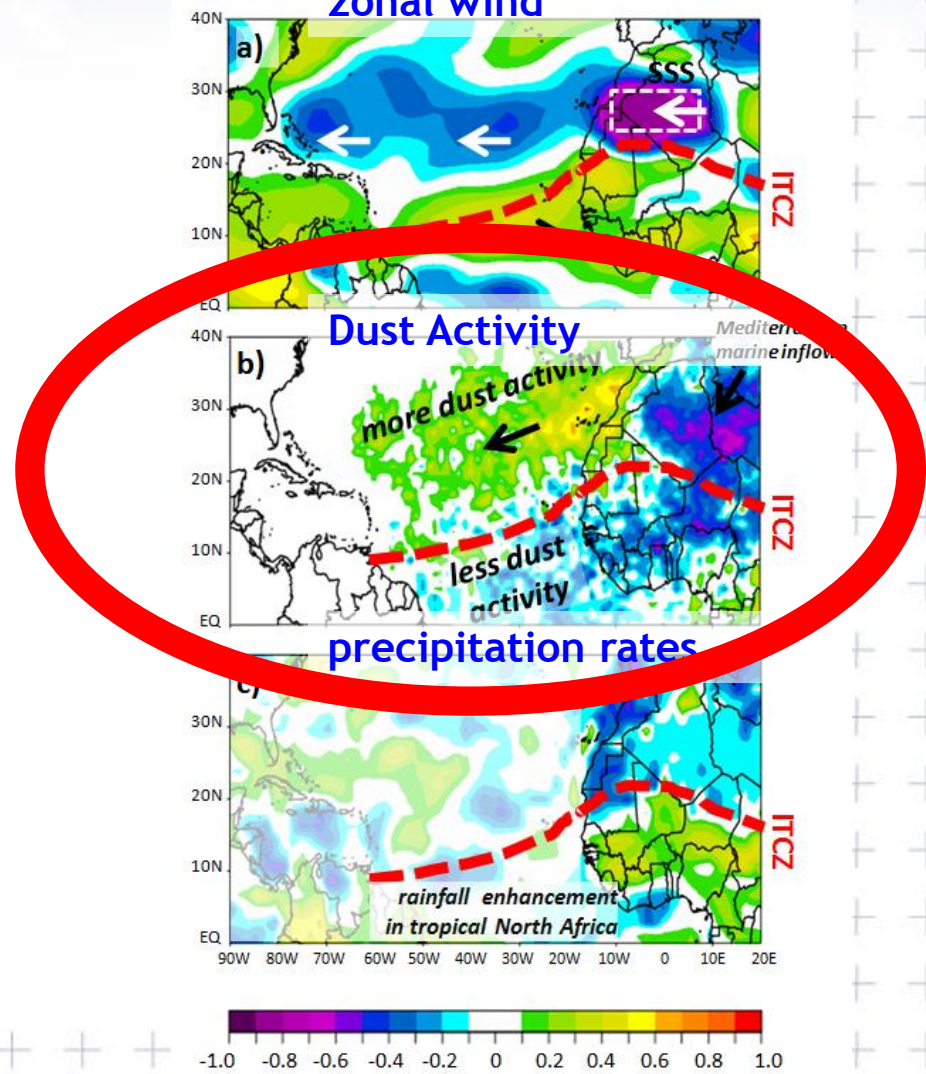 zonal wind
40N
a)
SSS
30N
20N
10N
EQ
ITCZ
Dust Activity
Mediterranean
marine inflow
40N
b)
more dust activity
30N
20N
10N
less dust
activity
EQ
ITCZ
precipitation rates
c)
30N
20N
10N
ITCZ
rainfall enhancement
in tropical North Africa
EQ
90W 80W 70W 60W 50W 40W 30W 20W 10W 0 10E 20E
-1.0 -0.8 -0.6 -0.4 -0.2 0 0.2 0.4 0.6 0.8 1.0